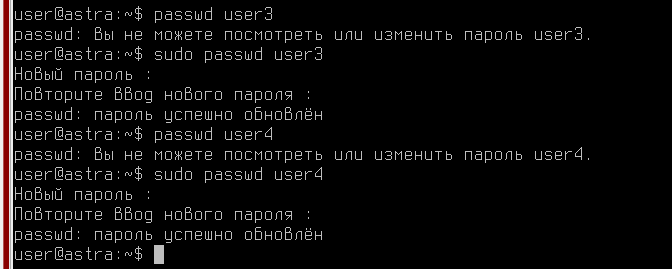 user@astra:~$ passwd user3
passwd: Вы не можете посмотреть или изменить пароль user3.
user@astra:~$ sudo passwd user3
Новый пароль :
Повторите ввод нового пароля :
passwd: пароль успешно обновлён
user@astra:~$ passwd user4
passwd: Вы не можете посмотреть или изменить пароль user4.
user@astra:~$ sudo passwd user4
Новый пароль :
Повторите ввод нового пароля :
passwd: пароль успешно обновлён
user@astra:~$